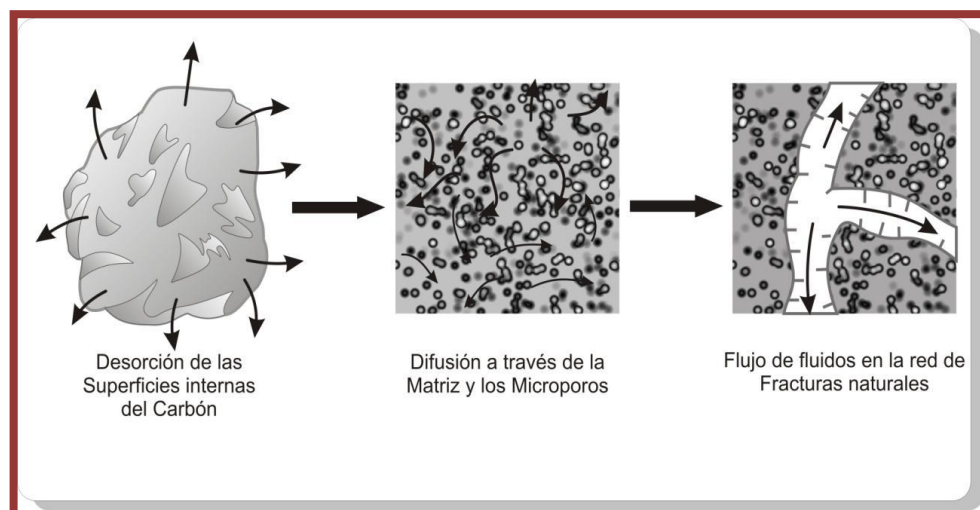 Desorción de las
Superficies internas
del Carbón
Difusión a través de la
Matriz y los Microporos
Flujo de fluidos en la red de
Fracturas naturales